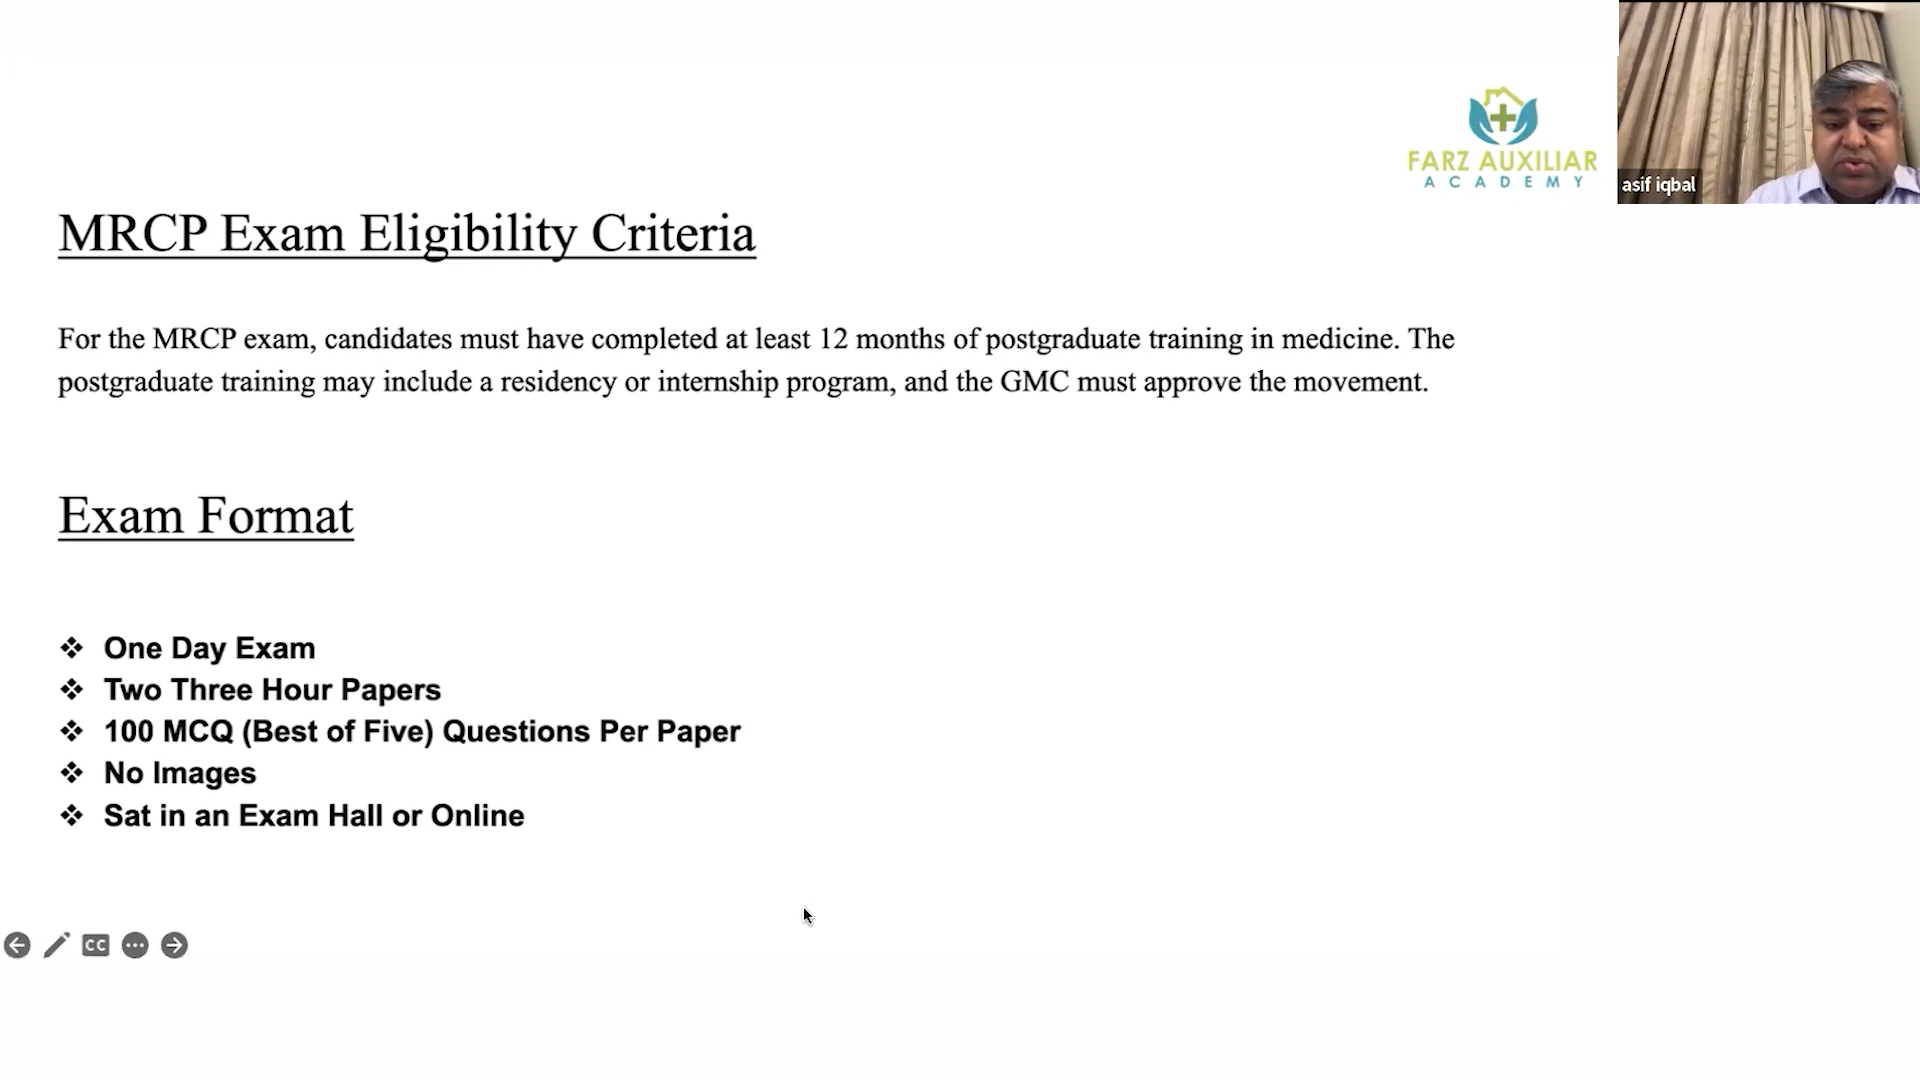 FARZ AUXILIAR
ACADEMY
asif iqbal
MRCP Exam Eligibility Criteria
For the MRCP exam, candidates must have completed at least 12 months of postgraduate training in medicine. The
postgraduate training may include a residency or internship program, and the GMC must approve the movement.
Exam Format
❖ One Day Exam
❖ Two Three Hour Papers
❖ 100 MCQ (Best of Five) Questions Per Paper
❖ No Images
❖ Sat in an Exam Hall or Online
CC